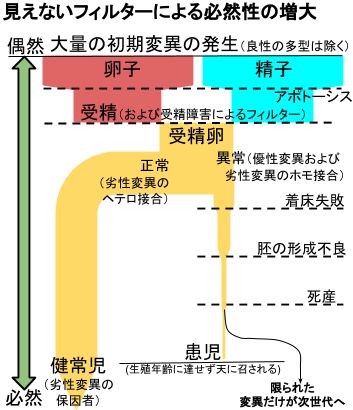 見えないフィルターによる必然性の増大
偶然
大量の初期変異の発生(良性の多型は除く)
卵子
精子
アポトーシス
受精(および受精障害によるフィルター)
受精卵
正常
(劣性変異の
ヘテロ接合)
異常(優性変異および
劣性変異のホモ接合)
着床失敗
胚の形成不良
死産
健常児
(劣性変異の
保因者)
患児
(生殖年齢に達せず天に召される)
必然
限られた
変異だけが次世代へ